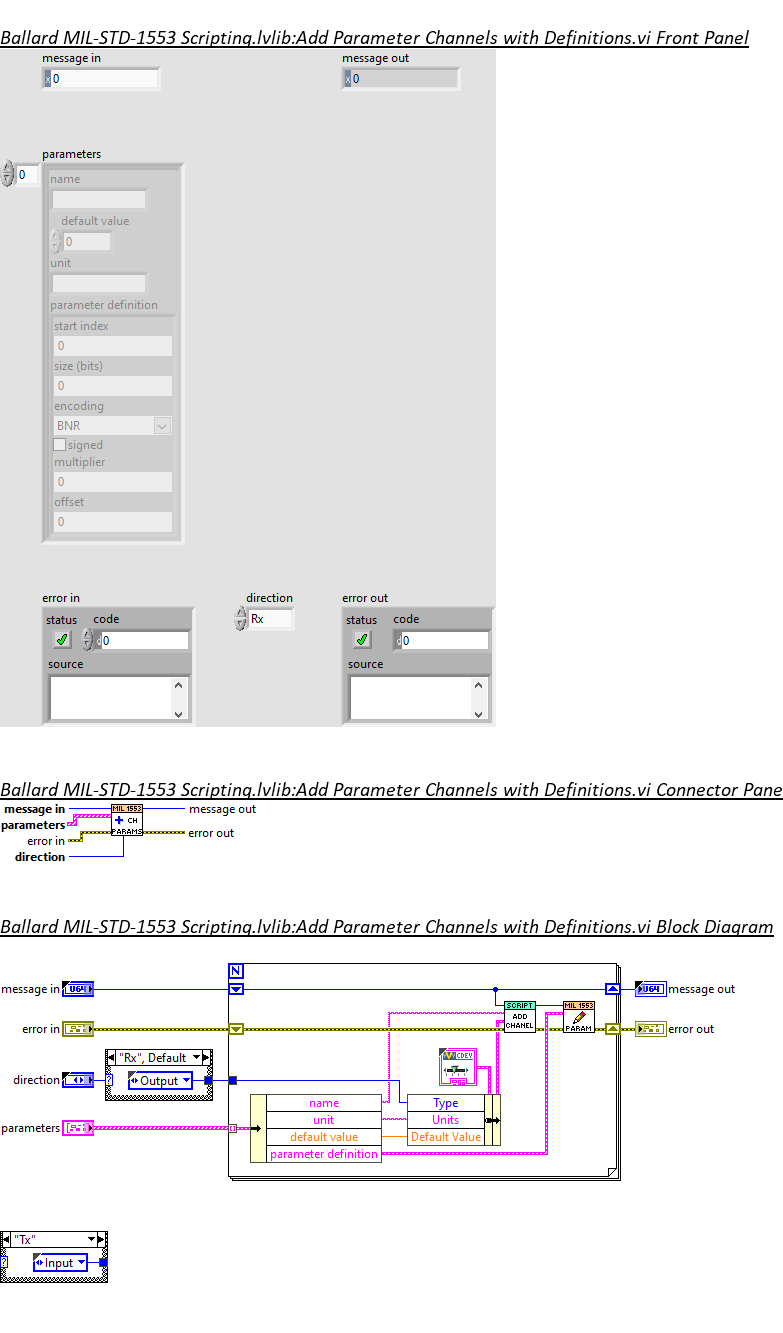 Ballard MIL-STD-1553 Scripting.lvlib:Add Parameter Channels with Definitions.vi Front Panel
message in
message out
x 0
x 0
parameters
0
name
default value
0
unit
parameter definition
start index
0
size (bits)
0
encoding
BNR
signed
multiplier
0
offset
0
error in
direction
error out
status code
Rx
status code
d 0
d 0
source
source
Ballard MIL-STD-1553 Scripting.lvlib:Add Parameter Channels with Definitions.vi Connector Pane
message in
MIL 1553
message out
parameters
CH
error in
PARAMS
error out
direction
Ballard MIL-STD-1553 Scripting.lvlib:Add Parameter Channels with Definitions.vi Block Diagram
N
message in
U64
U64
message out
SCRIPT
MIL 1553
ADD
CHANEL
PARAM
error in
error out
"Rx", Default
CDEV
direction
?
Output
name
Type
unit
Units
parameters
default value
Default Value
parameter definition
"Tx"
?
Input